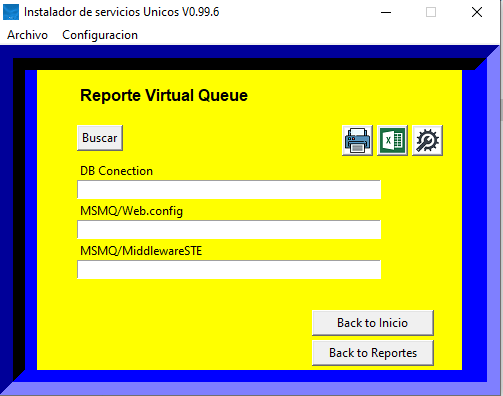 Instalador de servicios Unicos V0.99.6
Archivo Configuracion
Reporte Virtual Queue
Buscar
DB Conection
MSMQ/Web.config
MSMQ/MiddlewareSTE
Back to Inicio
Back to Reportes